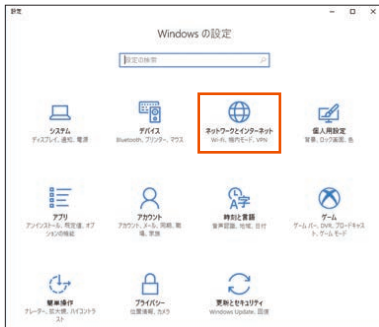 設定
Windows の設定
設定の検索
システム
ディスプレイ、通知、電源
デバイス
Bluetooth、プリンター、マウス
ネットワークとインターネット
Wi-Fi、機内モード、VPN
個人用設定
背景、ロック画面、色
アプリ
アンインストール、既定値、オプ
ションの機能
アカウント
アカウント、メール、同期、職
場、家族
時刻と言語
音声認識、地域、日付
ゲーム
ゲーム バー、DVR、ブロードキャス
ト、ゲーム モード
簡単操作
ナレーター、拡大鏡、ハイコントラ
スト
プライバシー
位置情報、カメラ
更新とセキュリティ
Windows Update、回復